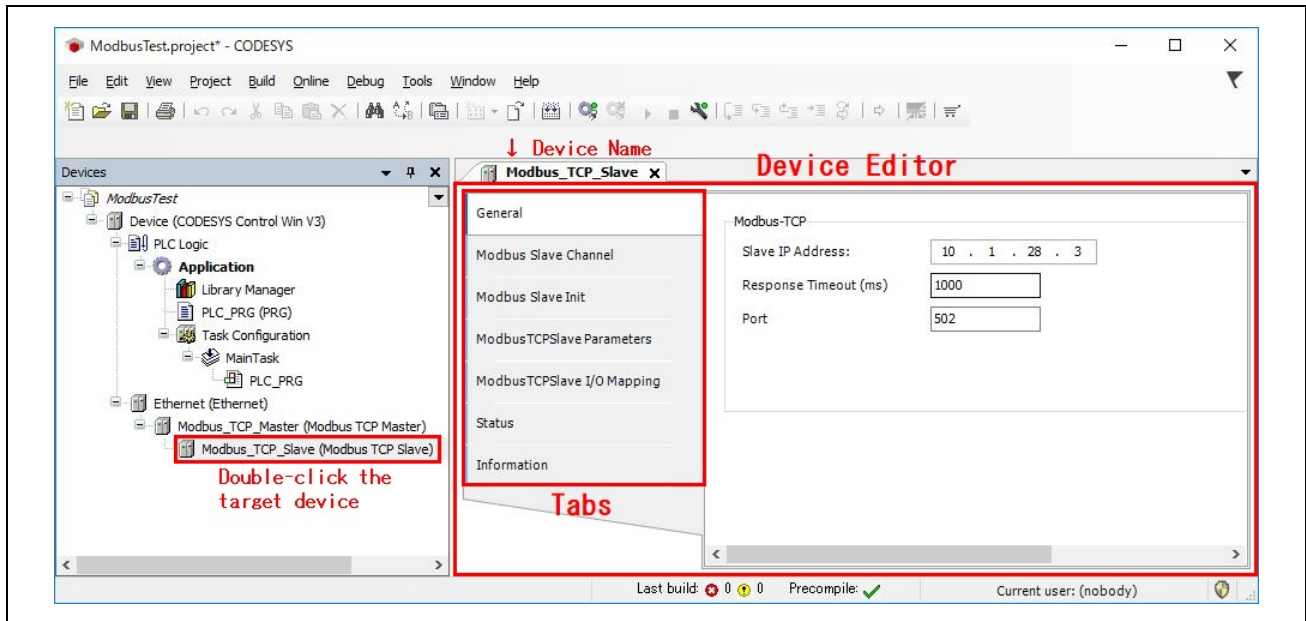 ModbusTest.project* - CODESYS
File Edit View Project Build Online Debug Tools Window Help
↓ Device Name
Devices
Modbus_TCP_Slave
Device Editor
ModbusTest
Device (CODESYS Control Win V3)
PLC Logic
Application
Library Manager
PLC_PRG (PRG)
Task Configuration
MainTask
PLC_PRG
Ethernet (Ethernet)
Modbus_TCP_Master (Modbus TCP Master)
Modbus_TCP_Slave (Modbus TCP Slave)
Double-click the
target device
General
Modbus Slave Channel
Modbus Slave Init
ModbusTCPSlave Parameters
ModbusTCPSlave I/O Mapping
Status
Information
Tabs
Modbus-TCP
Slave IP Address: 10 . 1 . 28 . 3
Response Timeout (ms) 1000
Port 502
Last build: 0 0 Precompile: Current user: (nobody)